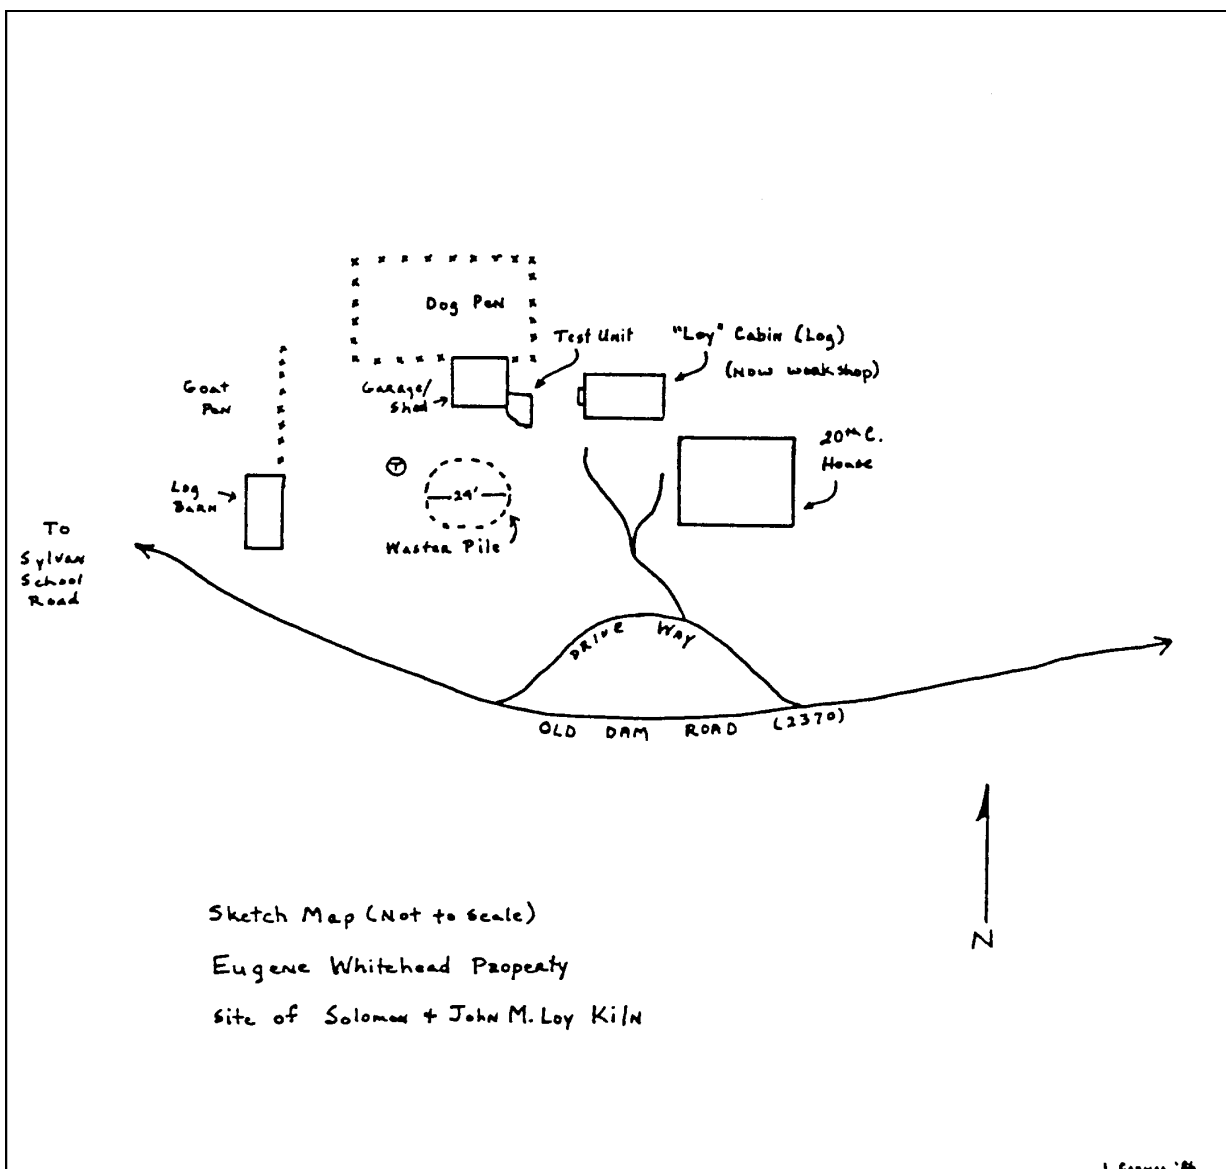 Dog Pen
Test Unit
"Loy" Cabin (Log)
(Now workshop)
Goat
Pen
Garage/
Shed
20th C.
House
T
Log
Barn
24'
Waster Pile
To
Sylvan
School
Road
DRIVE WAY
OLD DAM ROAD (2370)
N
Sketch Map (Not to scale)
Eugene Whitehead Property
Site of Solomon + John M. Loy Kiln